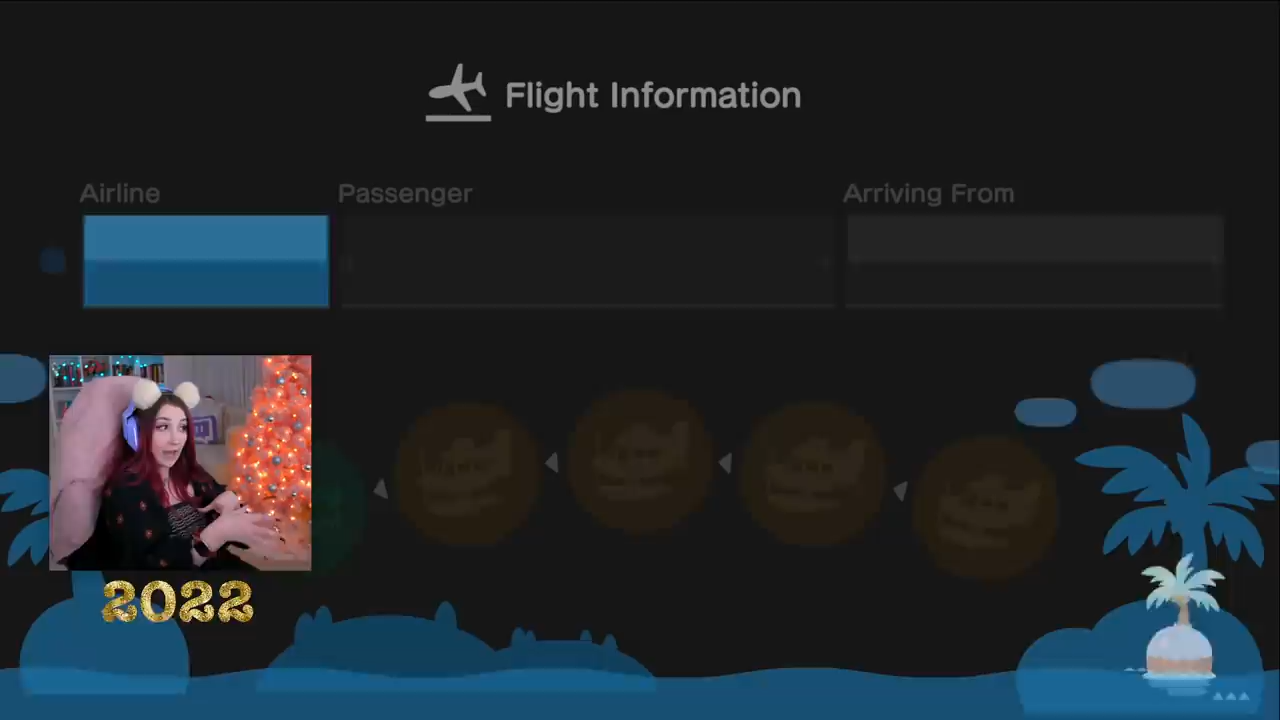 Flight Information
Airline
Passenger
Arriving From
2022